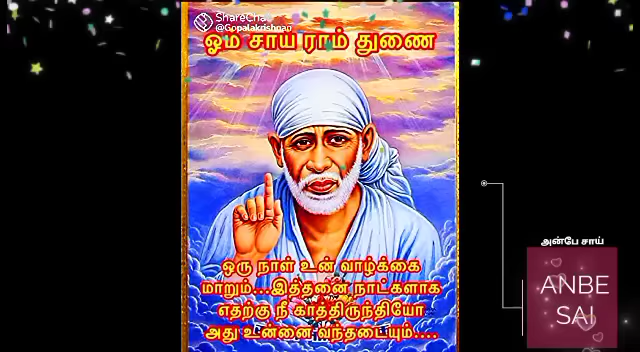 ShareChat
@Gopalakrishnan
ஓம் சாய் ராம் துணை
ஒரு நாள் உன் வாழ்க்கை
மாறும்...இத்தனை நாட்களாக
எதற்கு நீ காத்திருந்தியோ
அது உன்னை வந்தடையும்....
அன்பே சாய்
ANBE
SAI